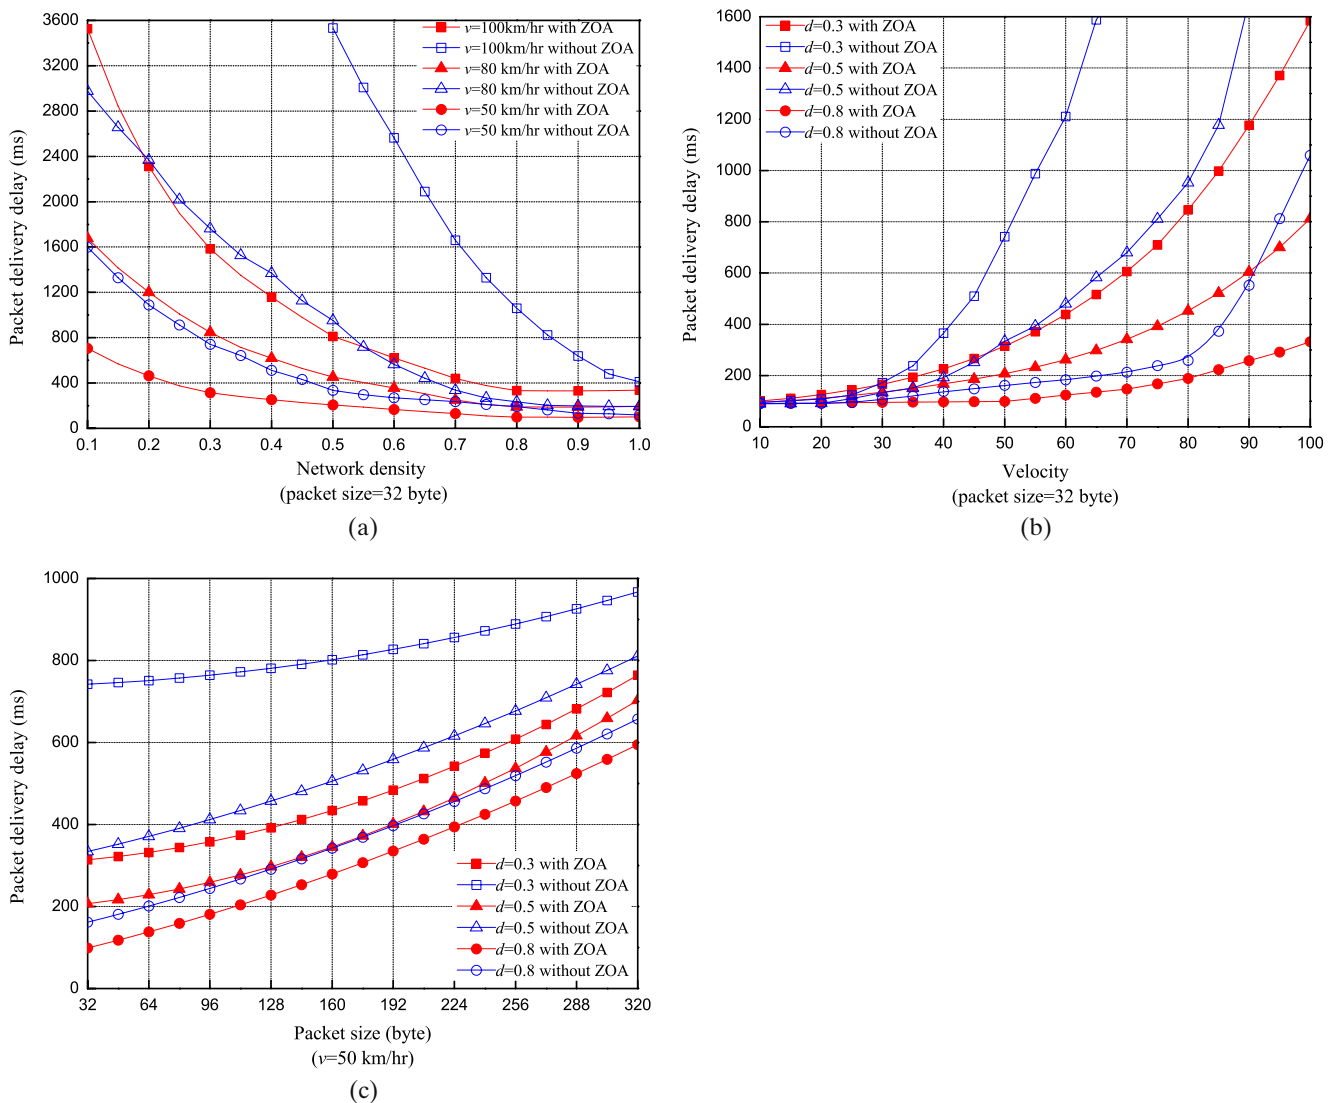 3600
3200
2800
2400
2000
1600
1200
800
400
0
Packet delivery delay (ms)
v=100km/hr with ZOA
v=100km/hr without ZOA
v=80 km/hr with ZOA
v=80 km/hr without ZOA
v=50 km/hr with ZOA
v=50 km/hr without ZOA
0.1 0.2 0.3 0.4 0.5 0.6 0.7 0.8 0.9 1.0
Network density
(packet size=32 byte)
(a)
1600
1400
1200
1000
800
600
400
200
0
Packet delivery delay (ms)
d=0.3 with ZOA
d=0.3 without ZOA
d=0.5 with ZOA
d=0.5 without ZOA
d=0.8 with ZOA
d=0.8 without ZOA
10 20 30 40 50 60 70 80 90 100
Velocity
(packet size=32 byte)
(b)
1000
800
600
400
200
0
Packet delivery delay (ms)
d=0.3 with ZOA
d=0.3 without ZOA
d=0.5 with ZOA
d=0.5 without ZOA
d=0.8 with ZOA
d=0.8 without ZOA
32 64 96 128 160 192 224 256 288 320
Packet size (byte)
(v=50 km/hr)
(c)